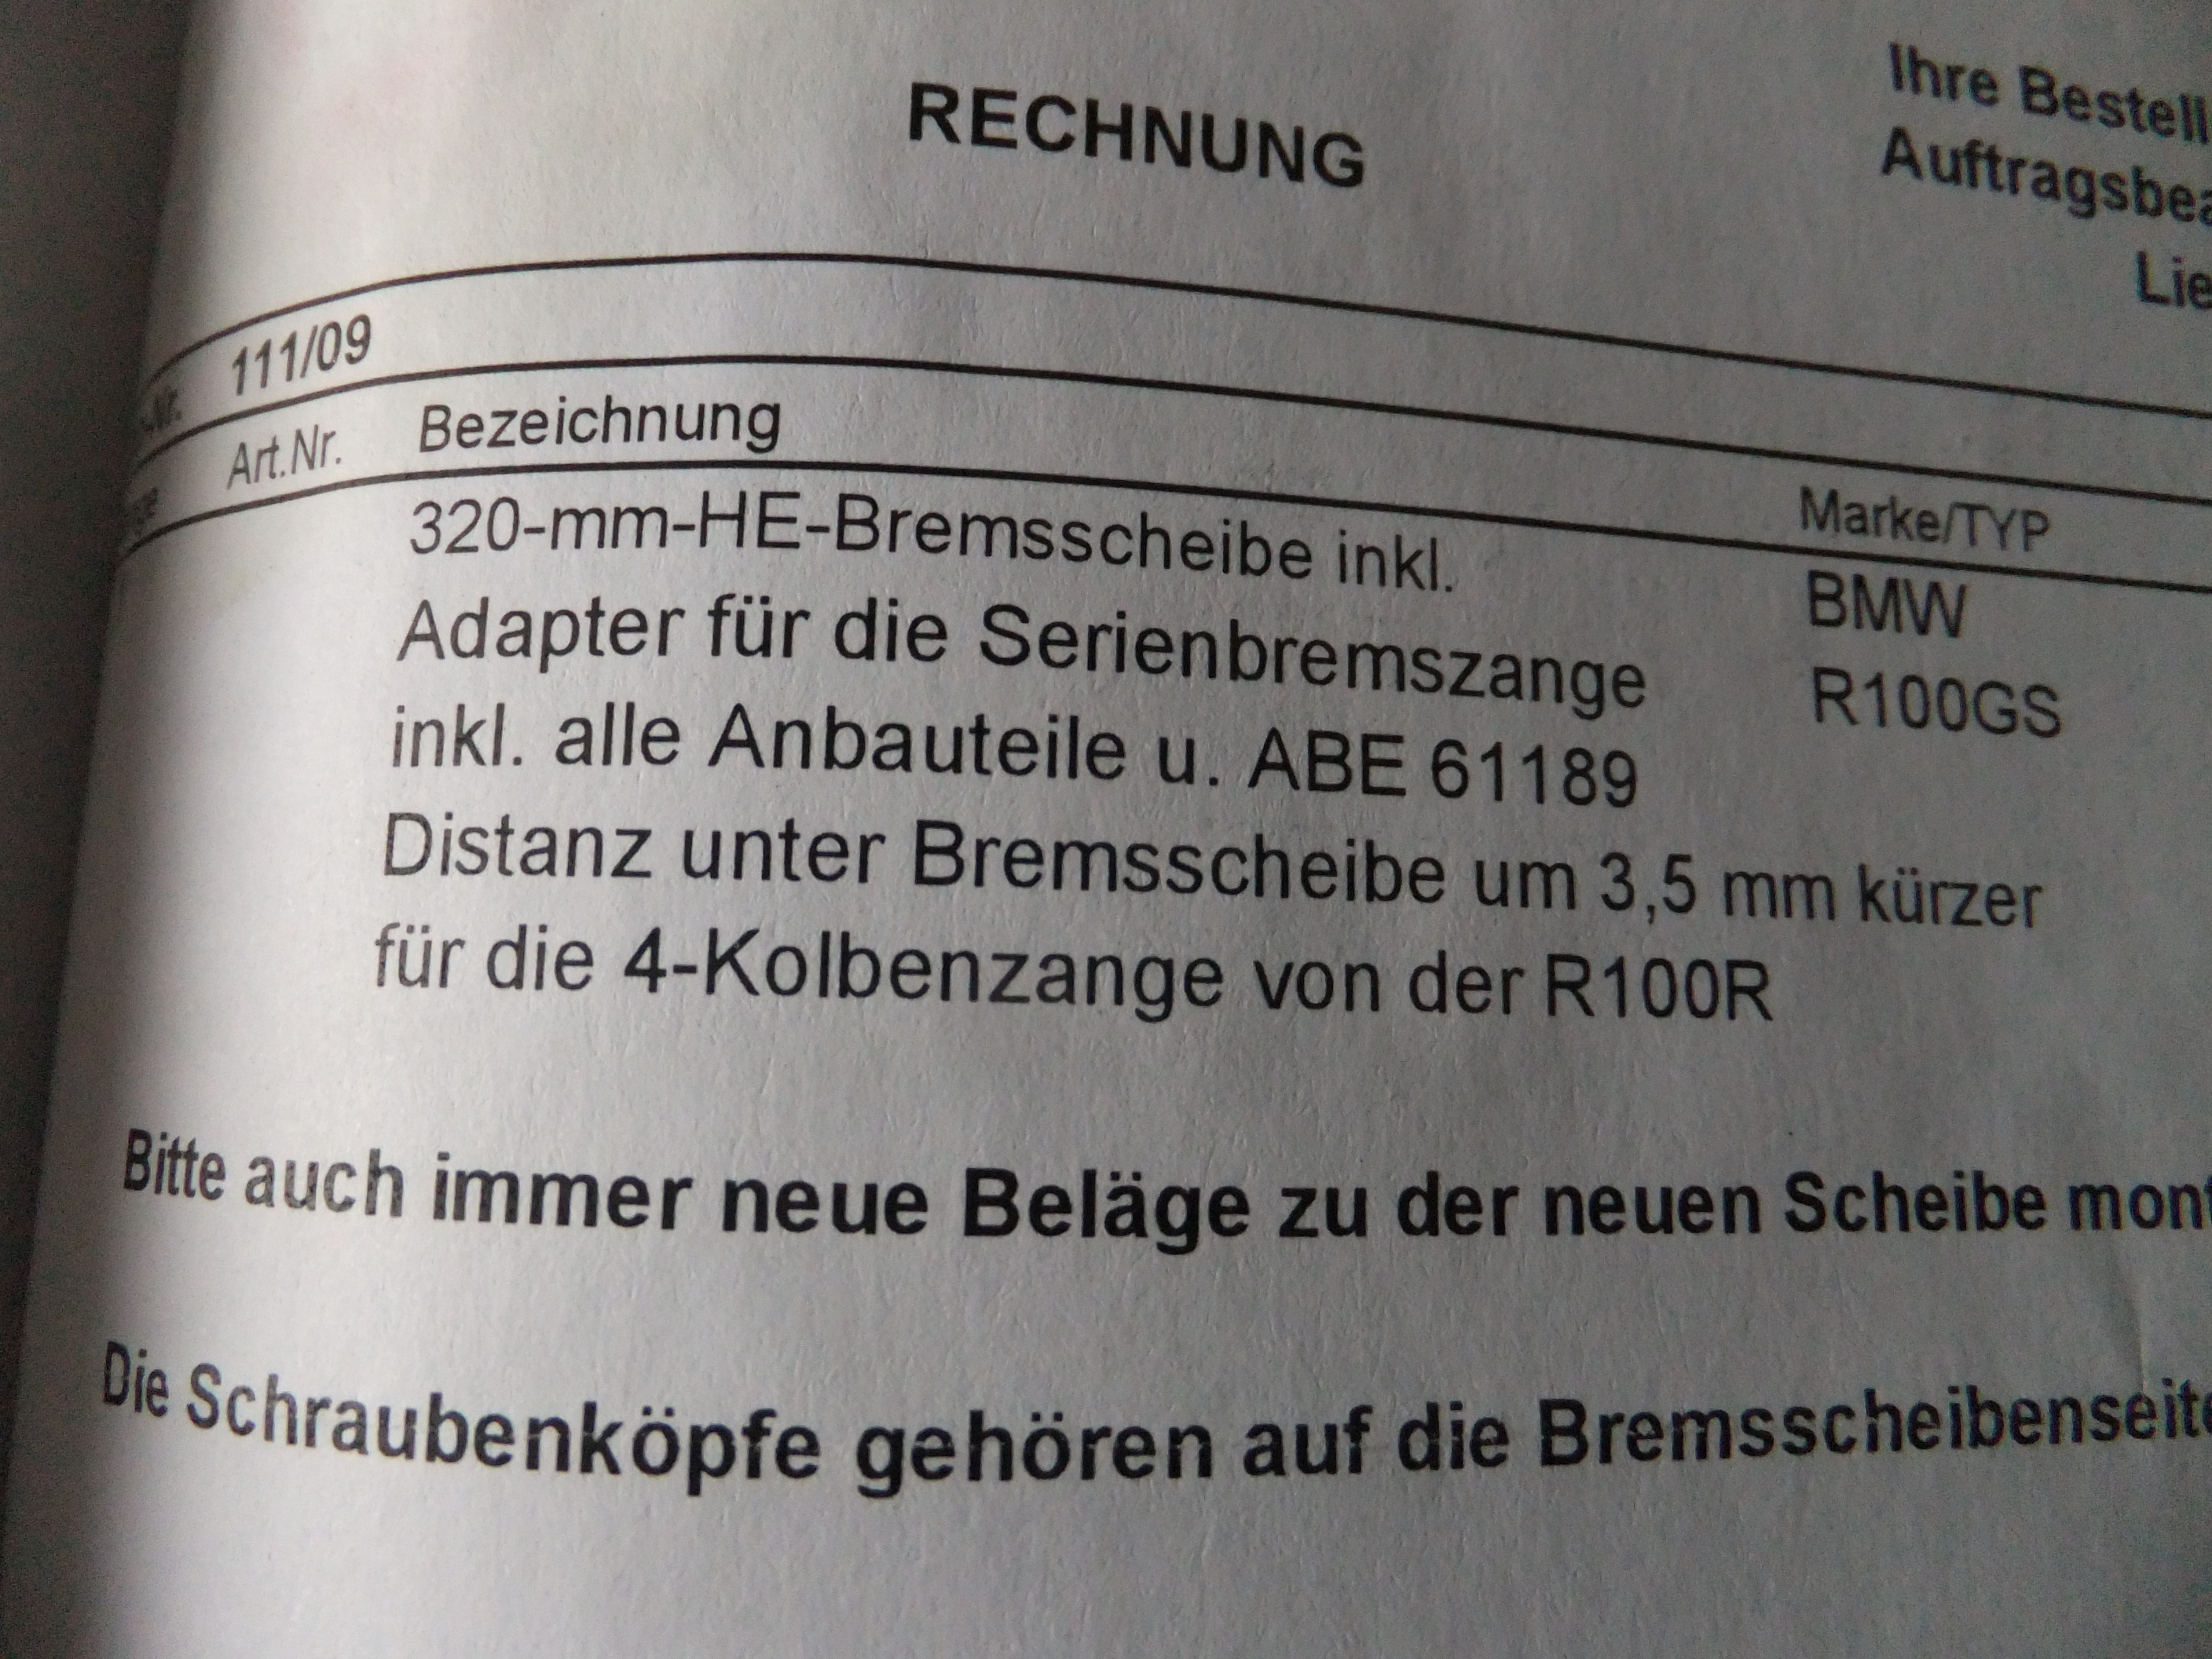 RECHNUNG
Ihre Bestell
Auftragsbea
Lie
Nr. 111/09
Art.Nr. Bezeichnung Marke/TYP
320-mm-HE-Bremsscheibe inkl. BMW
Adapter für die Serienbremszange R100GS
inkl. alle Anbauteile u. ABE 61189
Distanz unter Bremsscheibe um 3,5 mm kürzer
für die 4-Kolbenzange von der R100R
Bitte auch immer neue Beläge zu der neuen Scheibe mont
Die Schraubenköpfe gehören auf die Bremsscheibenseite